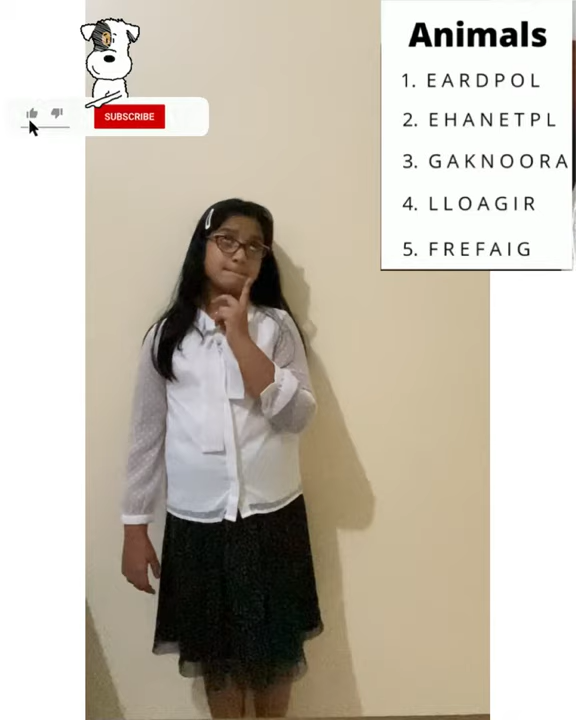 Animals
1. EARDPOL
2. EHANETPL
3. GAKNOORA
4. LLOAGIR
5. FREFAIG
SUBSCRIBE